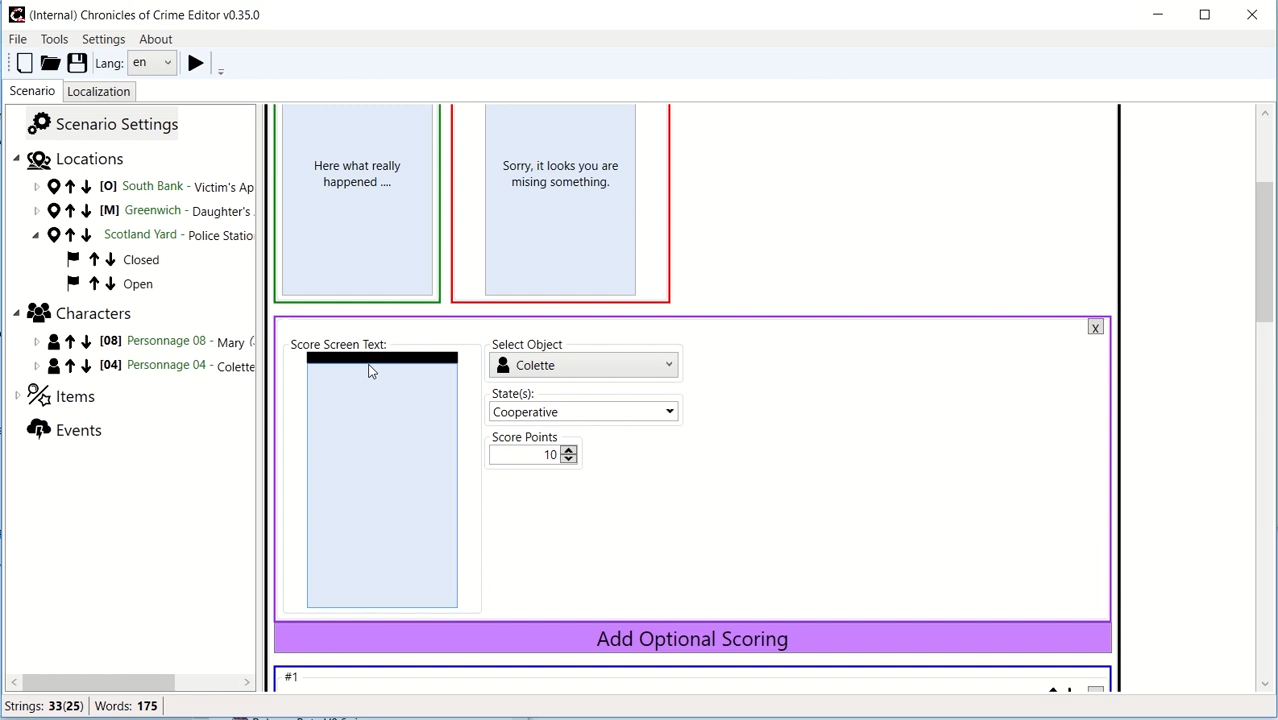 (Internal) Chronicles of Crime Editor v0.35.0
File Tools Settings About
Lang: en
Scenario Localization
Scenario Settings
Locations
[O] South Bank - Victim's Ap
[M] Greenwich - Daughter's
Scotland Yard - Police Statio
Closed
Open
Characters
[08] Personnage 08 - Mary (
[04] Personnage 04 - Colette
Items
Events
Here what really
happened ....
Sorry, it looks you are
mising something.
x
Score Screen Text:
Select Object
Colette
State(s):
Cooperative
Score Points
10
Add Optional Scoring
#1
Strings: 33(25) Words: 175